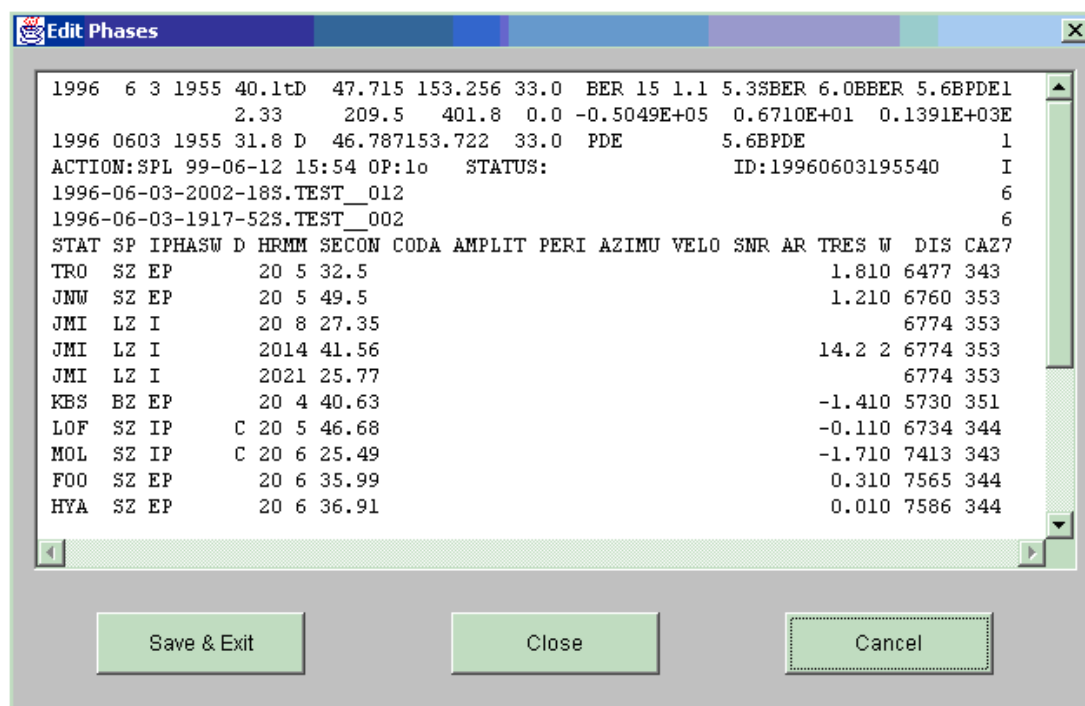 Edit Phases
1996  6 3 1955 40.1tD  47.715 153.256 33.0  BER 15 1.1 5.3SBER 6.0BBER 5.6BPDE1
2.33     209.5   401.8  0.0 -0.5049E+05  0.6710E+01  0.1391E+03E
1996 0603 1955 31.8 D  46.787153.722  33.0  PDE         5.6BPDE                1
ACTION:SPL 99-06-12 15:54 OP:lo   STATUS:               ID:19960603195540     I
1996-06-03-2002-18S.TEST__012                                                 6
1996-06-03-1917-52S.TEST__002                                                 6
STAT SP IPHASW D HRMM SECON CODA AMPLIT PERI AZIMU VELO SNR AR TRES W  DIS CAZ7
TRO  SZ EP       20 5 32.5                                     1.810 6477 343
JNW  SZ EP       20 5 49.5                                     1.210 6760 353
JMI  LZ I        20 8 27.35                                          6774 353
JMI  LZ I        2014 41.56                                   14.2 2 6774 353
JMI  LZ I        2021 25.77                                          6774 353
KBS  BZ EP       20 4 40.63                                   -1.410 5730 351
LOF  SZ IP     C 20 5 46.68                                   -0.110 6734 344
MOL  SZ IP     C 20 6 25.49                                   -1.710 7413 343
FOO  SZ EP       20 6 35.99                                    0.310 7565 344
HYA  SZ EP       20 6 36.91                                    0.010 7586 344
Save & Exit
Close
Cancel